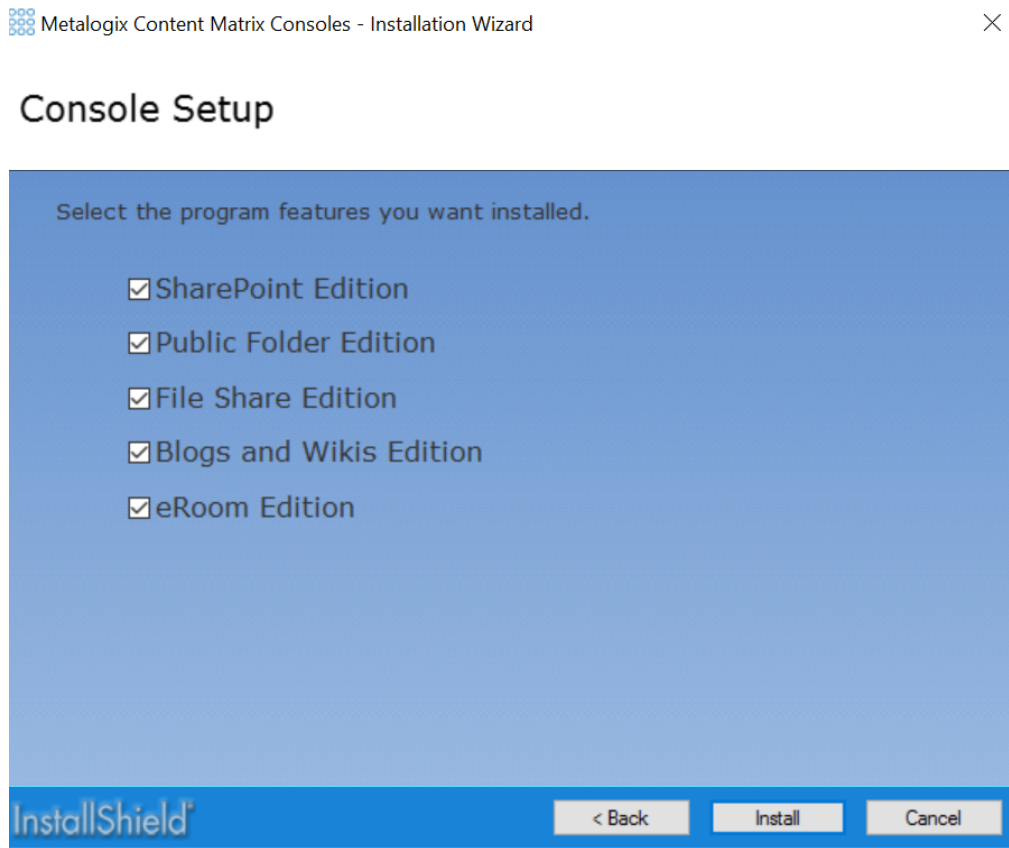 Metalogix Content Matrix Consoles - Installation Wizard
Console Setup
Select the program features you want installed.
SharePoint Edition
Public Folder Edition
File Share Edition
Blogs and Wikis Edition
eRoom Edition
InstallShield®
< Back
Install
Cancel